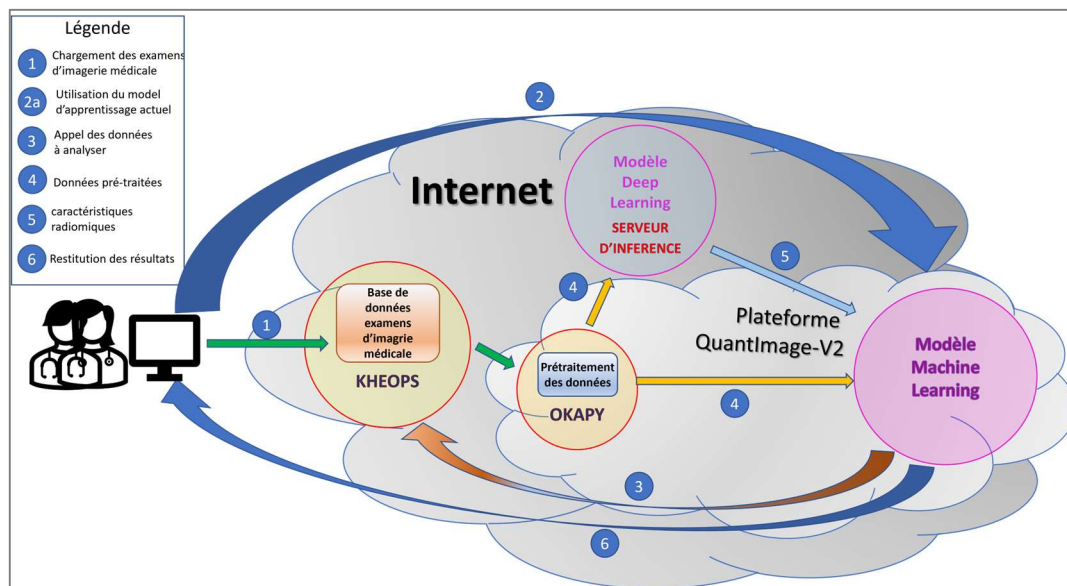 Légende
1
Chargement des examens
d'imagerie médicale
2a
Utilisation du model
d'apprentissage actuel
3
Appel des données
à analyser
4
Données pré-traitées
5
caractéristiques
radiomiques
6
Restitution des résultats
2
Internet
Modèle
Deep
Learning
SERVEUR
D'INFERENCE
5
4
1
Base de
données
examens
d'imagrie
médicale
KHEOPS
Plateforme
QuantImage-V2
Prétraitement
des données
OKAPY
4
Modèle
Machine
Learning
3
6